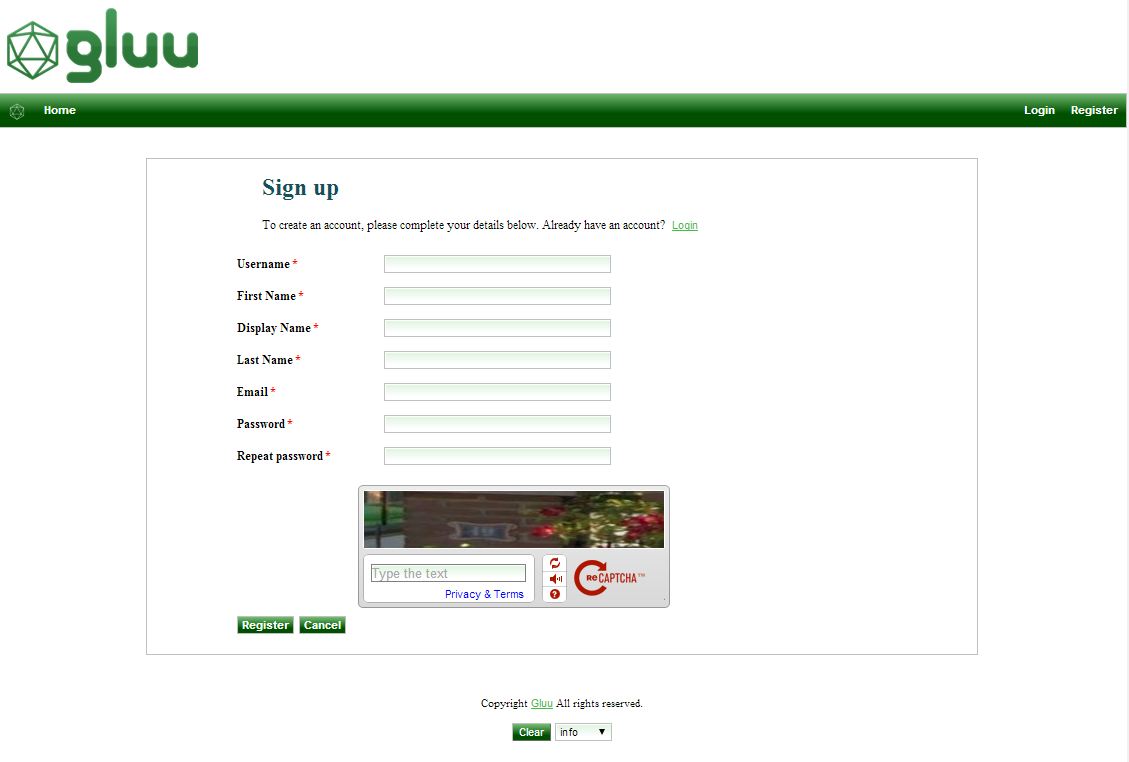 gluu
Home Login Register
Sign up
To create an account, please complete your details below. Already have an account? Login
Username *
First Name *
Display Name *
Last Name *
Email *
Password *
Repeat password *
Type the text
Privacy & Terms
reCAPTCHA™
Register Cancel
Copyright Gluu All rights reserved.
Clear info